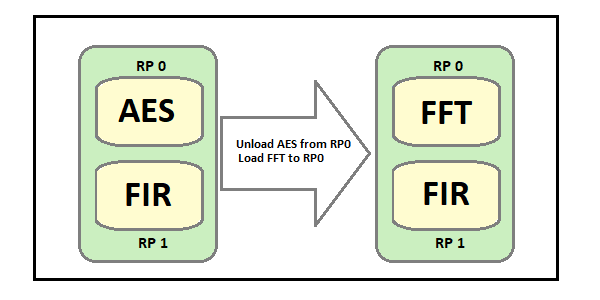 RP 0
AES
FIR
RP 1
Unload AES from RP0
Load FFT to RP0
RP 0
FFT
FIR
RP 1